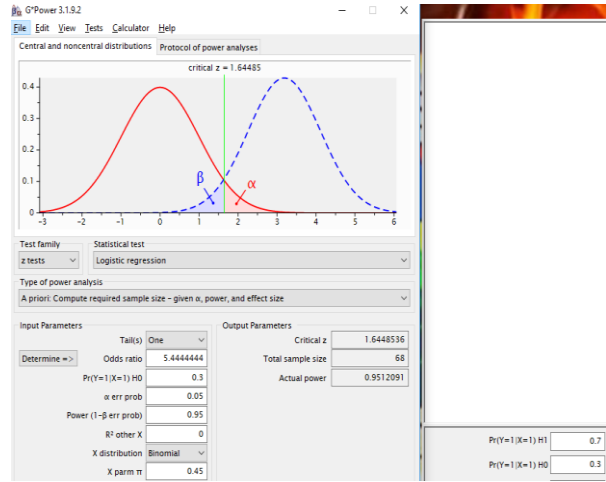 G*Power 3.1.9.2
File Edit View Tests Calculator Help
Central and noncentral distributions Protocol of power analyses
critical z = 1.64485
0.4
0.3
0.2
0.1
0
β
α
-3 -2 -1 0 1 2 3 4 5 6
Test family Statistical test
z tests Logistic regression
Type of power analysis
A priori: Compute required sample size - given α, power, and effect size
Input Parameters Output Parameters
Tail(s) One Critical z 1.6448536
Determine => Odds ratio 5.4444444 Total sample size 68
Pr(Y=1|X=1) H0 0.3 Actual power 0.9512091
α err prob 0.05
Power (1-β err prob) 0.95
R² other X 0
X distribution Binomial
X parm π 0.45
Pr(Y=1|X=1) H1 0.7
Pr(Y=1|X=1) H0 0.3